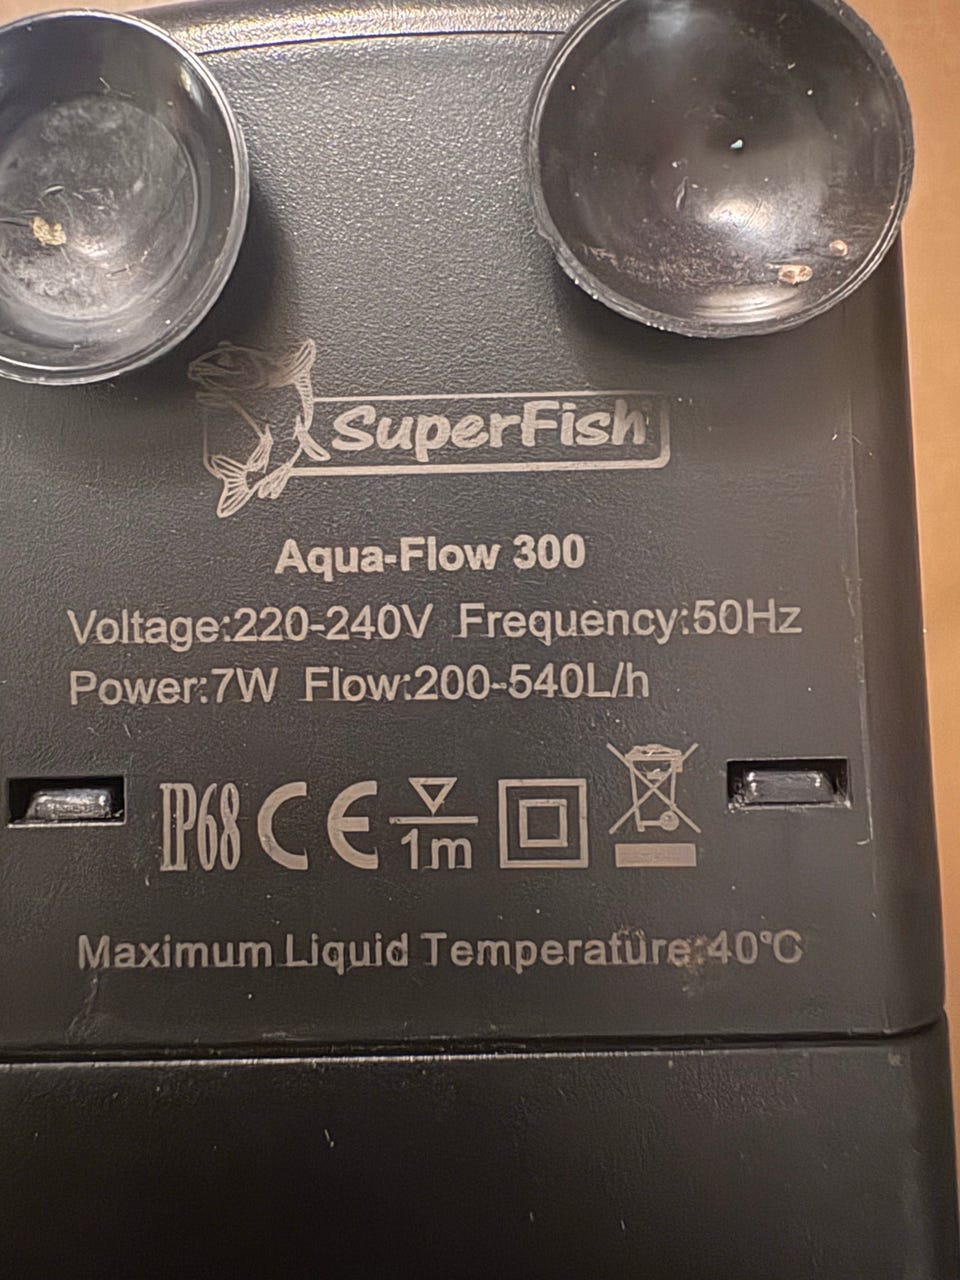 SuperFish
Aqua-Flow 300
Voltage:220-240V Frequency:50Hz
Power:7W Flow:200-540L/h
IP68 CE 1m
Maximum Liquid Temperature:40°C